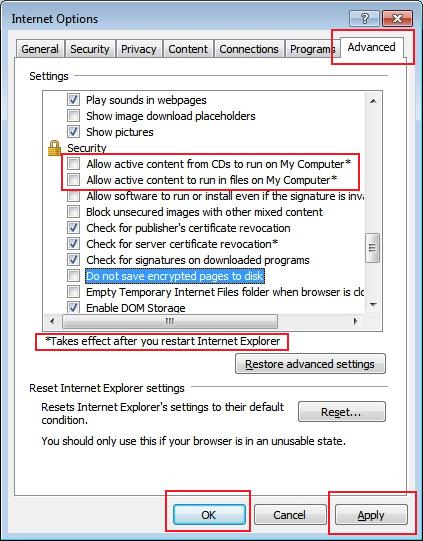 Internet Options
General Security Privacy Content Connections Programs Advanced
Settings
Play sounds in webpages
Show image download placeholders
Show pictures
Security
Allow active content from CDs to run on My Computer*
Allow active content to run in files on My Computer*
Allow software to run or install even if the signature is inva
Block unsecured images with other mixed content
Check for publisher's certificate revocation
Check for server certificate revocation*
Check for signatures on downloaded programs
Do not save encrypted pages to disk
Empty Temporary Internet Files folder when browser is do
Enable DOM Storage
*Takes effect after you restart Internet Explorer
Restore advanced settings
Reset Internet Explorer settings
Resets Internet Explorer's settings to their default
condition.
Reset...
You should only use this if your browser is in an unusable state.
OK Cancel Apply